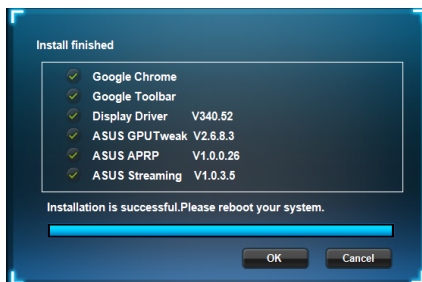 Install finished
Google Chrome
Google Toolbar
Display Driver V340.52
ASUS GPUTweak V2.6.8.3
ASUS APRP V1.0.0.26
ASUS Streaming V1.0.3.5
Installation is successful.Please reboot your system.
OK Cancel